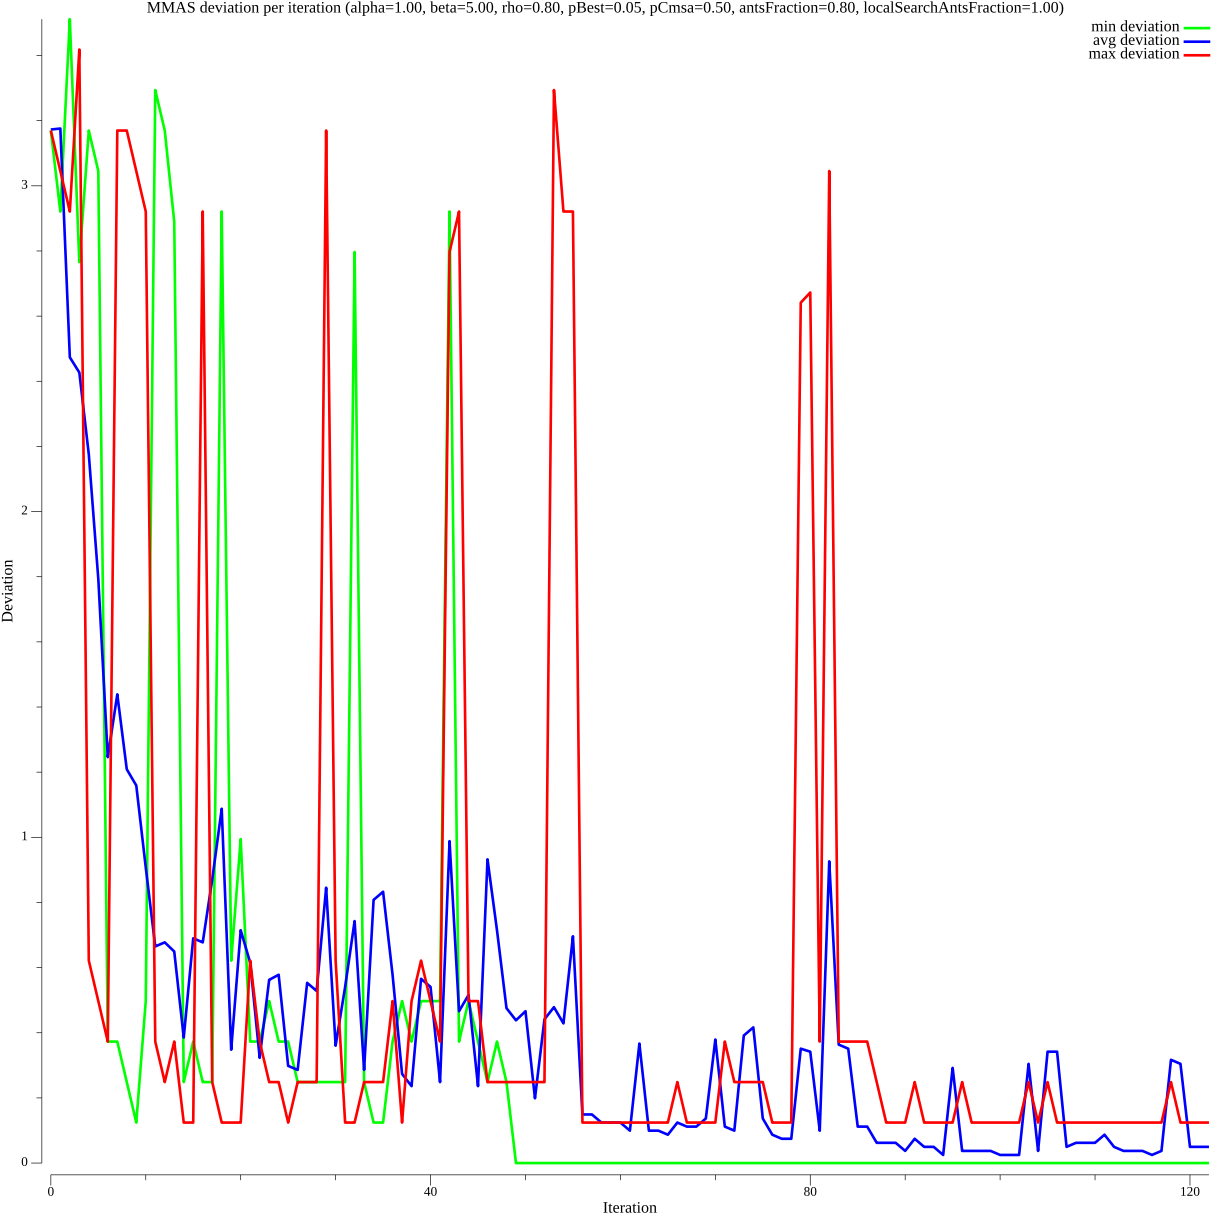 MMAS deviation per iteration (alpha=1.00, beta=5.00, rho=0.80, pBest=0.05, pCmsa=0.50, antsFraction=0.80, localSearchAntsFraction=1.00)
min deviation
avg deviation
max deviation
3
2
1
0
Deviation
0
40
80
120
Iteration